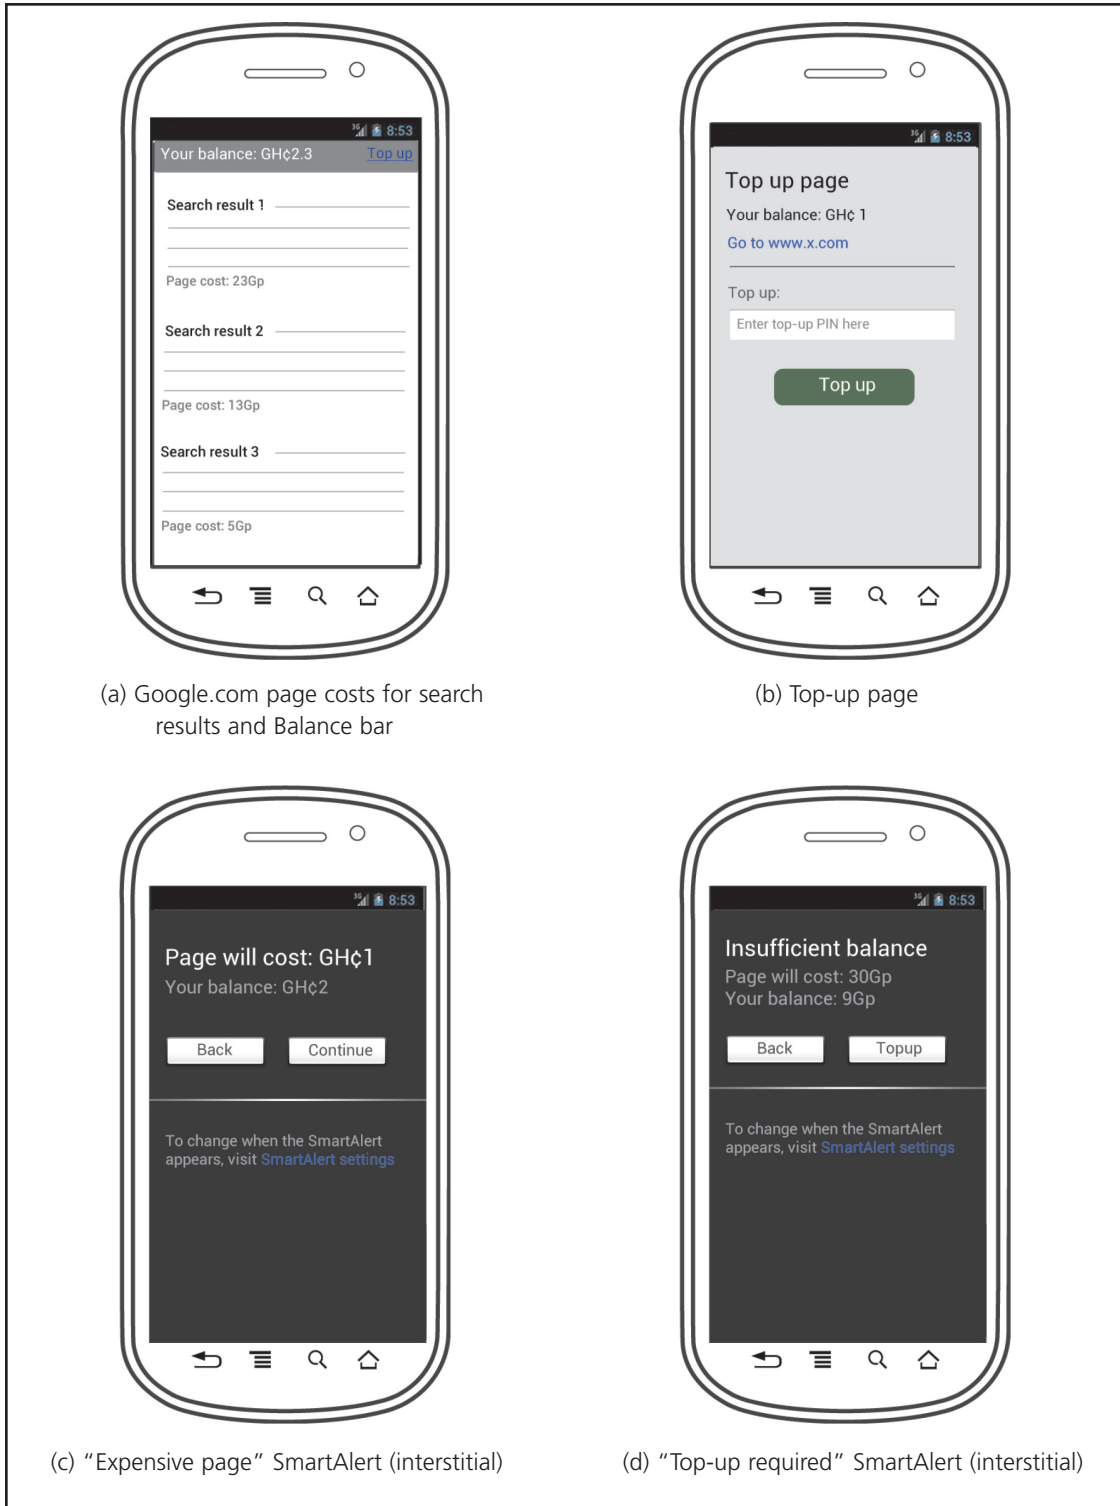 3G 8:53
Your balance: GH¢2.3 Top up
Search result 1
Page cost: 23Gp
Search result 2
Page cost: 13Gp
Search result 3
Page cost: 5Gp
(a) Google.com page costs for search
results and Balance bar
3G 8:53
Top up page
Your balance: GH¢ 1
Go to www.x.com
Top up:
Enter top-up PIN here
Top up
(b) Top-up page
3G 8:53
Page will cost: GH¢1
Your balance: GH¢2
Back Continue
To change when the SmartAlert
appears, visit SmartAlert settings
(c) “Expensive page” SmartAlert (interstitial)
3G 8:53
Insufficient balance
Page will cost: 30Gp
Your balance: 9Gp
Back Topup
To change when the SmartAlert
appears, visit SmartAlert settings
(d) “Top-up required” SmartAlert (interstitial)